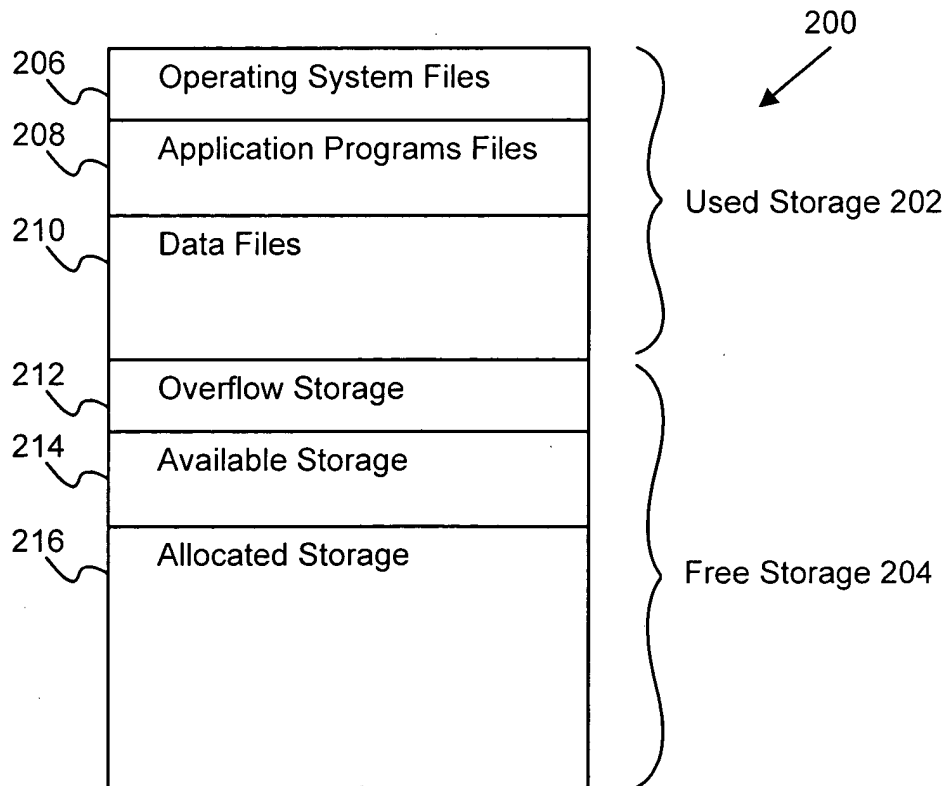 200
206
Operating System Files
208
Application Programs Files
Used Storage 202
210
Data Files
212
Overflow Storage
214
Available Storage
216
Allocated Storage
Free Storage 204